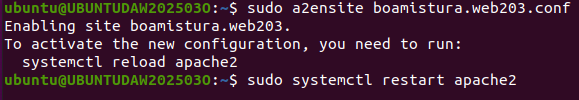 ubuntu@UBUNTUDAW2025030:~$ sudo a2ensite boamistura.web203.conf
Enabling site boamistura.web203.
To activate the new configuration, you need to run:
  systemctl reload apache2
ubuntu@UBUNTUDAW2025030:~$ sudo systemctl restart apache2